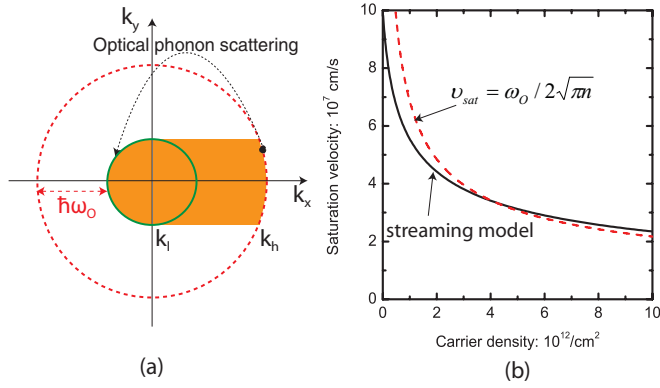 k_y
Optical phonon scattering
k_x
ħω_O
k_l
k_h
(a)
Saturation velocity: 10^7 cm/s
10
8
6
4
2
0
υ_sat = ω_O / 2√πn
streaming model
0 2 4 6 8 10
Carrier density: 10^12/cm^2
(b)